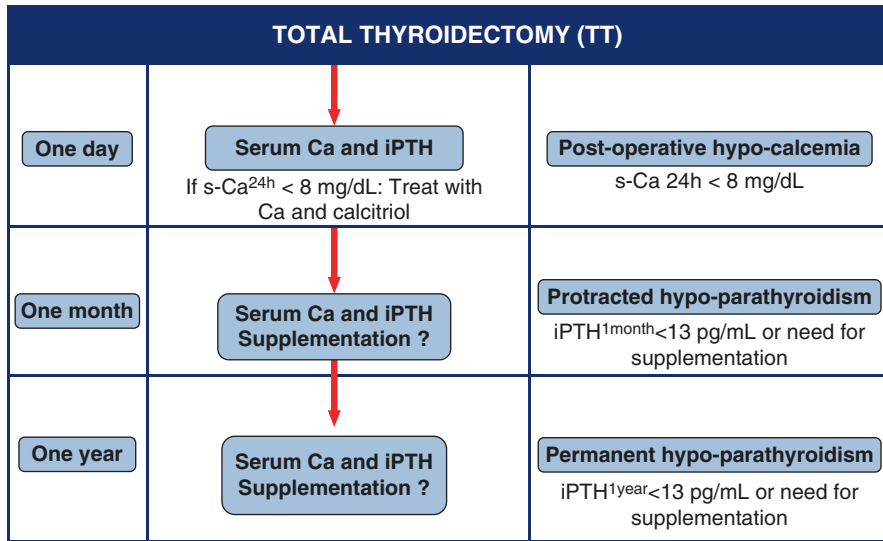 TOTAL THYROIDECTOMY (TT)
One day
Serum Ca and iPTH
If s-Ca24h < 8 mg/dL: Treat with
Ca and calcitriol
Post-operative hypo-calcemia
s-Ca 24h < 8 mg/dL
One month
Serum Ca and iPTH
Supplementation ?
Protracted hypo-parathyroidism
iPTH1month<13 pg/mL or need for
supplementation
One year
Serum Ca and iPTH
Supplementation ?
Permanent hypo-parathyroidism
iPTH1year<13 pg/mL or need for
supplementation